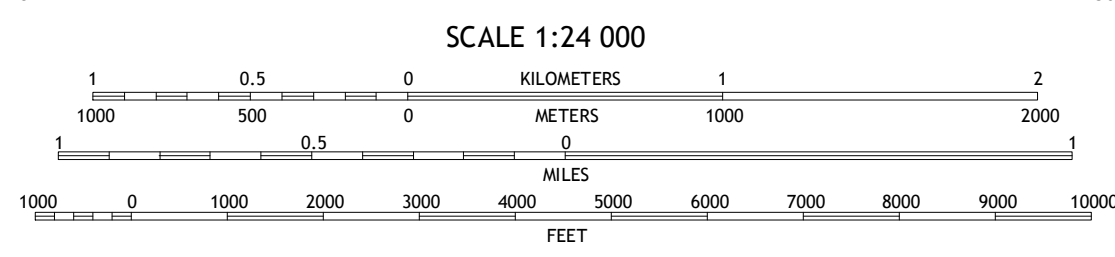 SCALE 1:24 000
1 0.5 0 KILOMETERS 1 2
1000 500 0 METERS 1000 2000
1 0.5 0 1
MILES
1000 0 1000 2000 3000 4000 5000 6000 7000 8000 9000 10000
FEET